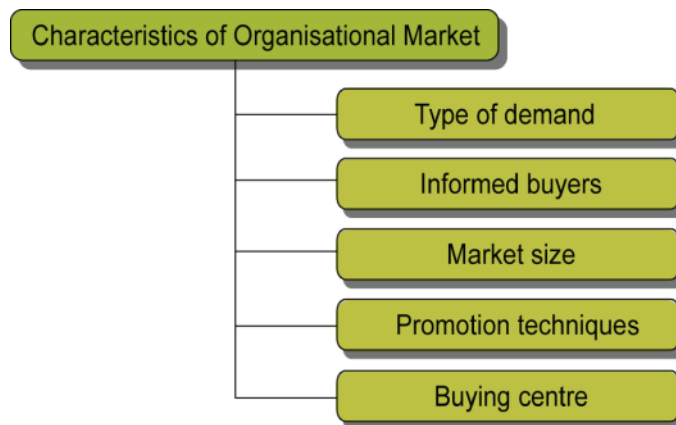 Characteristics of Organisational Market
Type of demand
Informed buyers
Market size
Promotion techniques
Buying centre